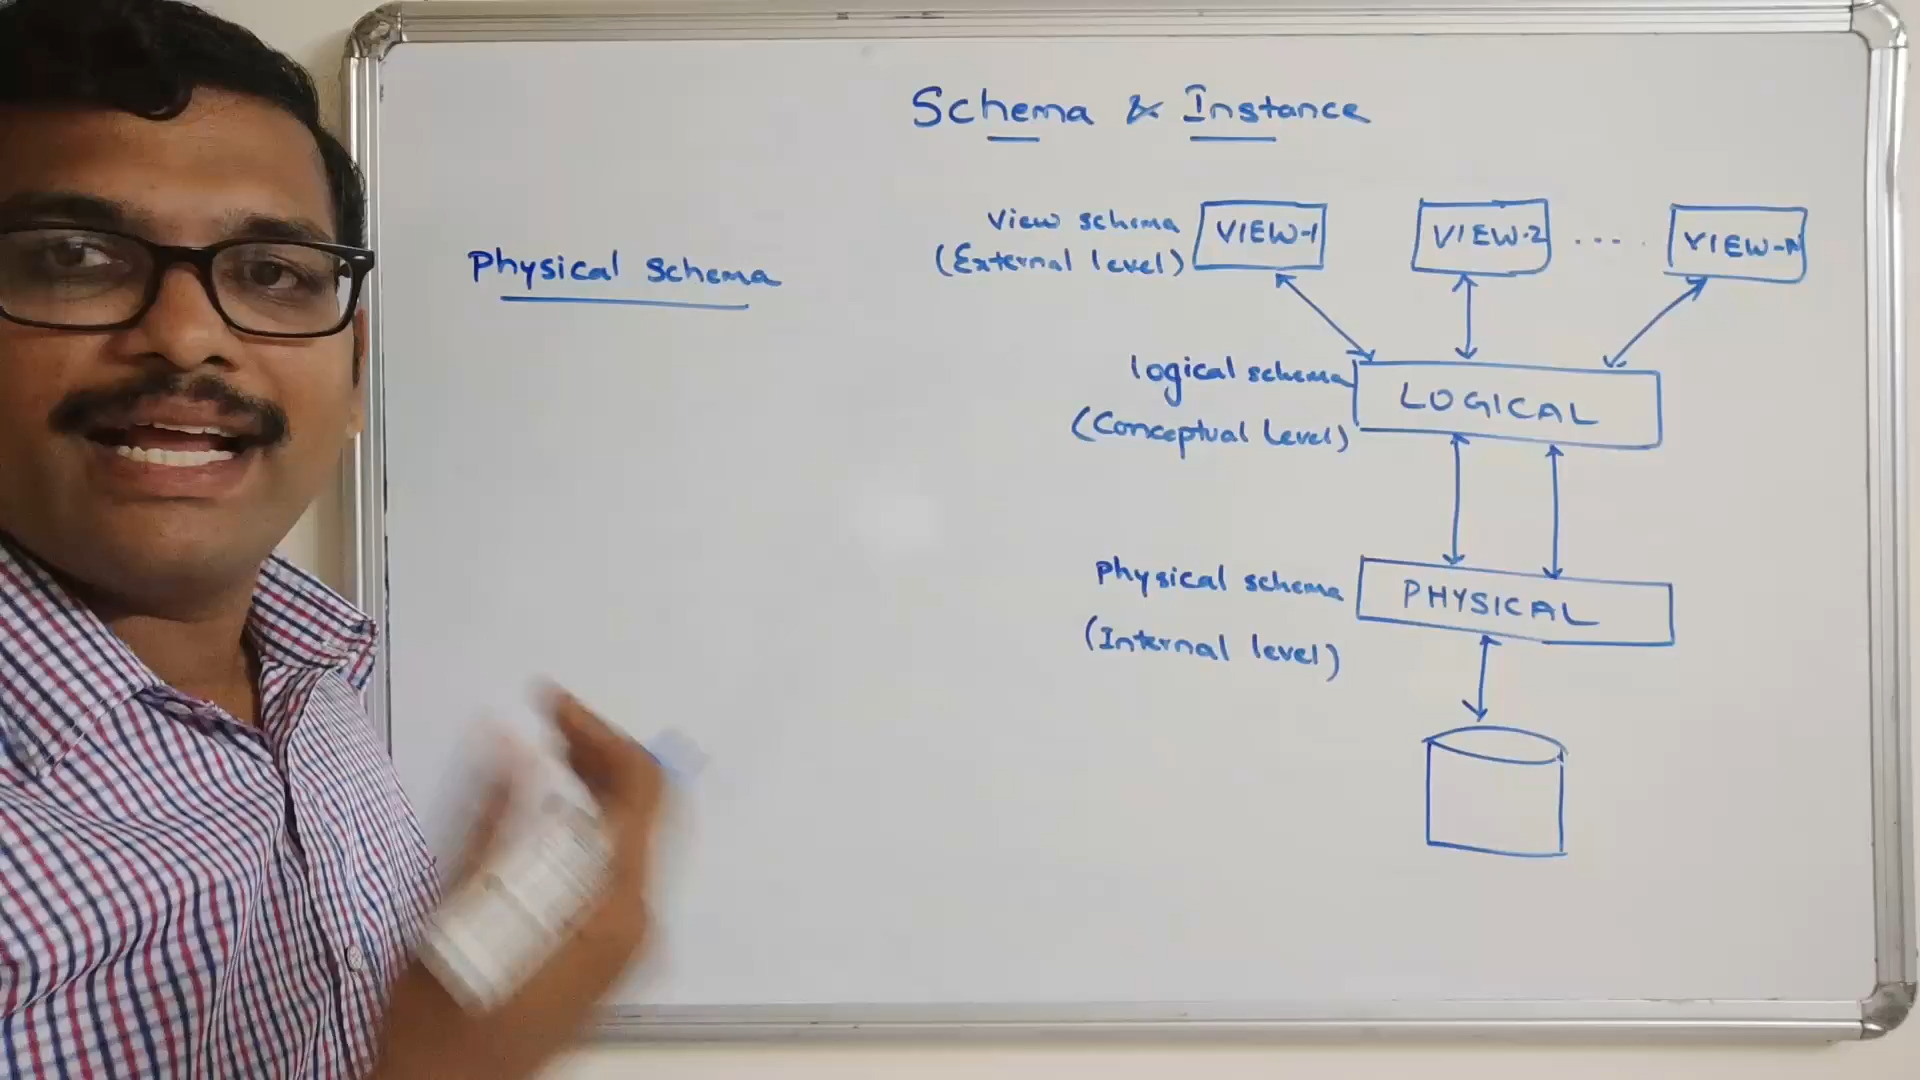 Schema & Instance
Physical schema
View schema
(External level)
VIEW-1
VIEW-2
....
VIEW-N
logical schema
(Conceptual Level)
LOGICAL
Physical schema
(Internal level)
PHYSICAL